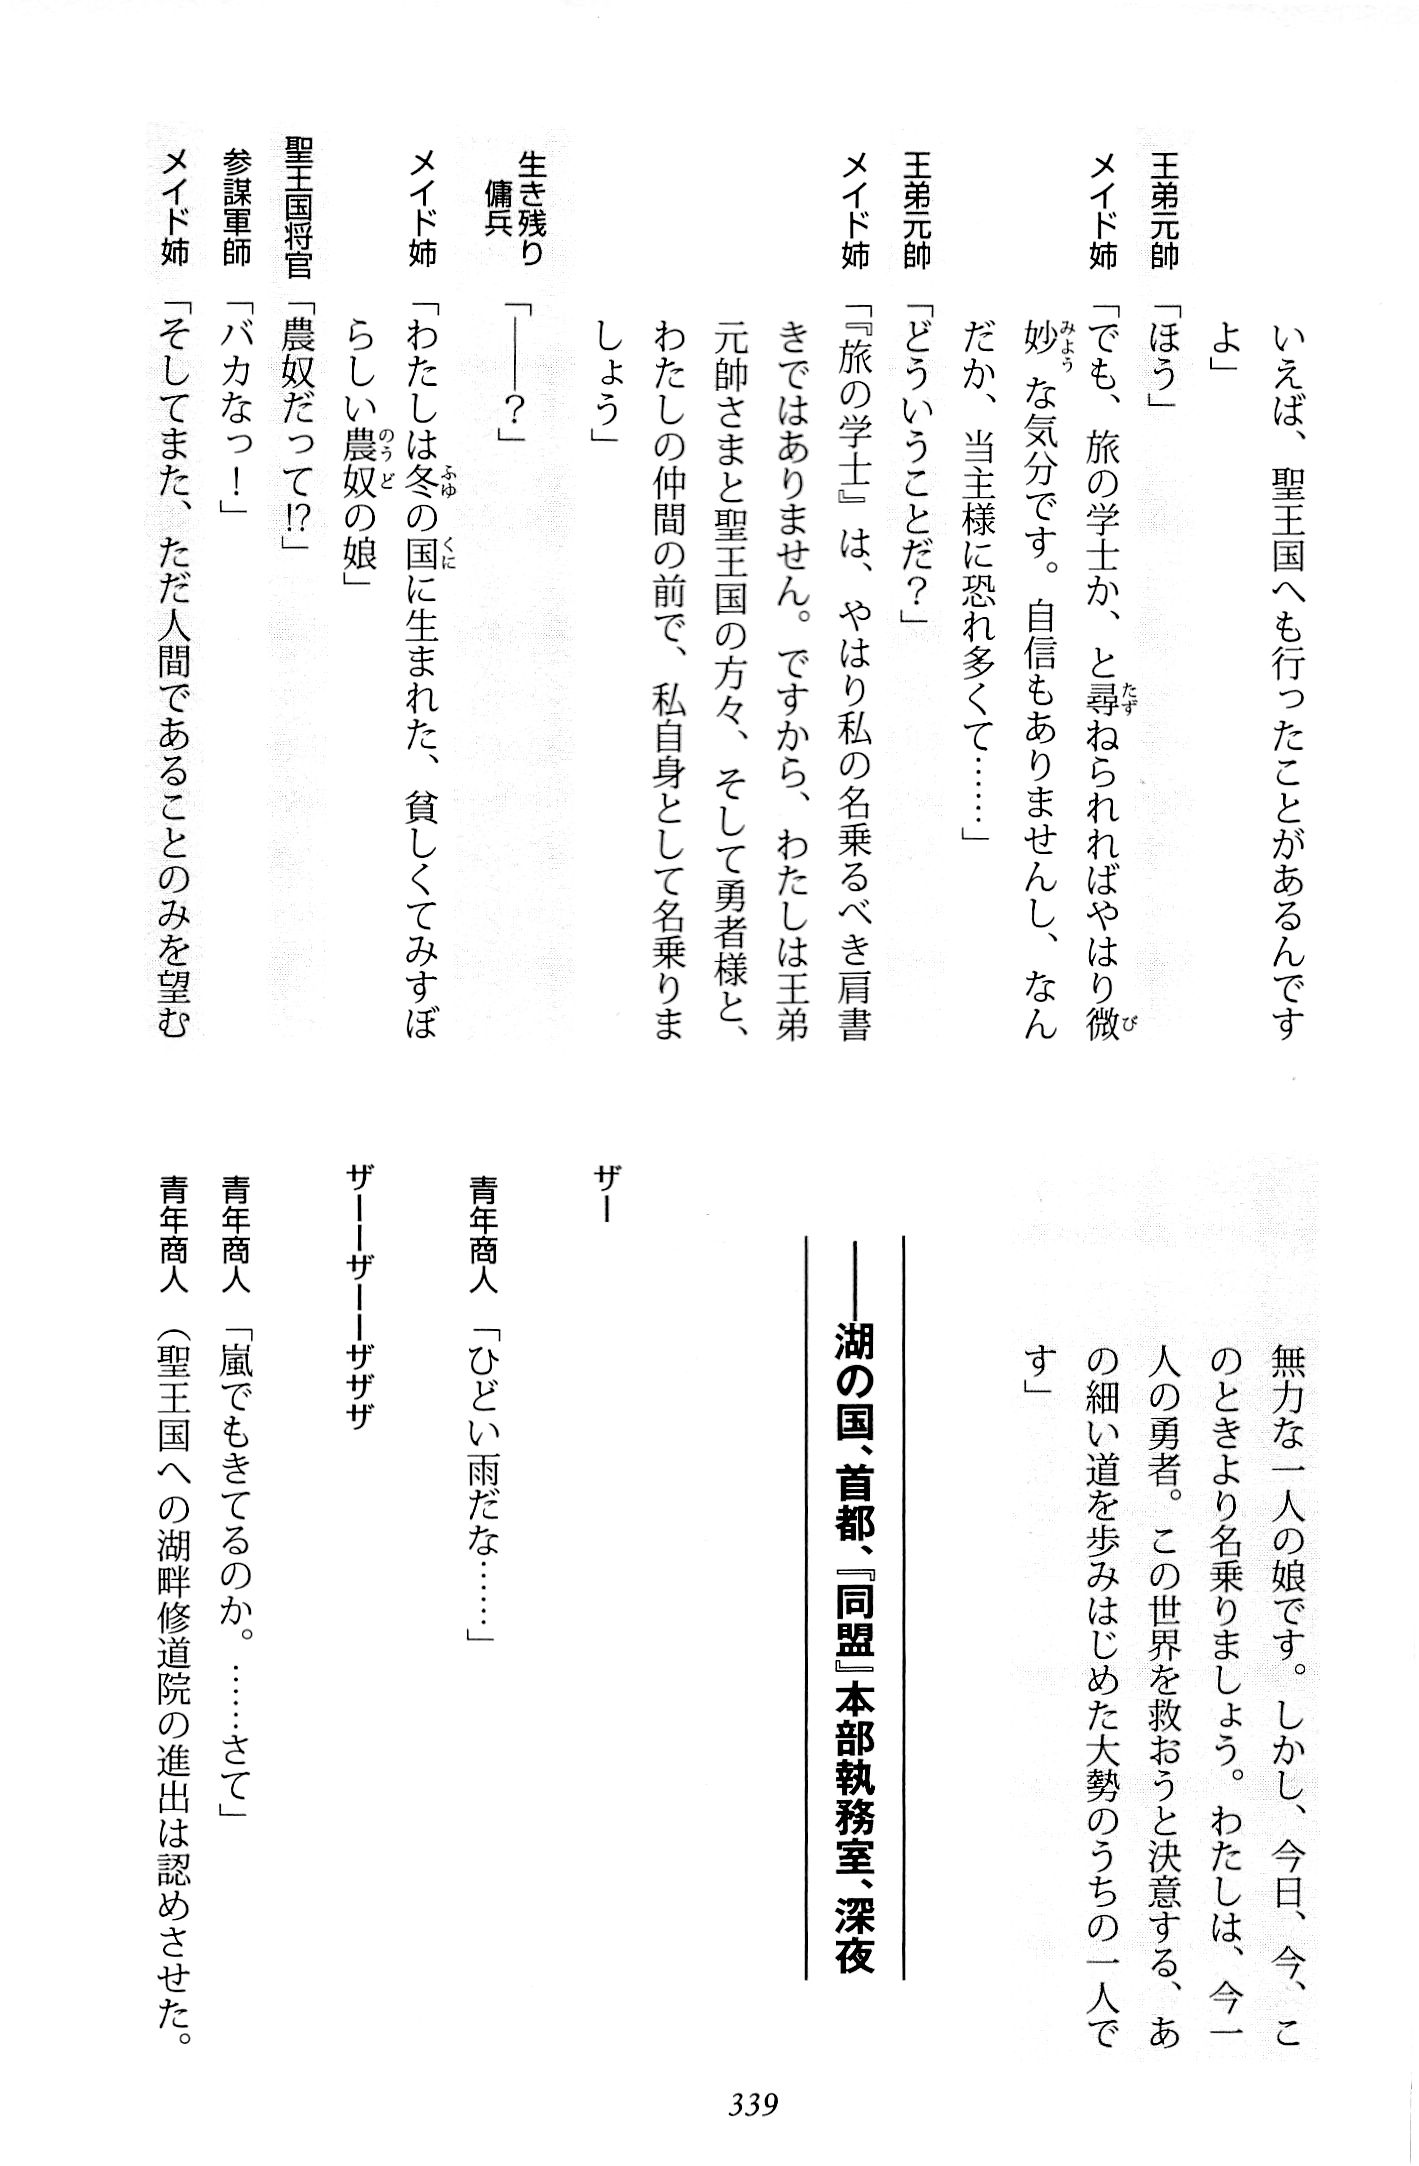 いえば、聖王国へも行ったことがあるんです
よ」
王弟元帥「ほう」
メイド姉「でも、旅の学士か、と尋ねられればやはり微
妙な気分です。自信もありませんし、なん
だか、当主様に恐れ多くて……」
王弟元帥「どういうことだ？」
メイド姉「『旅の学士』は、やはり私の名乗るべき肩書
きではありません。ですから、わたしは王弟
元帥さまと聖王国の方々、そして勇者様と、
わたしの仲間の前で、私自身として名乗りま
しょう」
生き残り
傭兵「――？」
メイド姉「わたしは冬の国に生まれた、貧しくてみすぼ
らしい農奴の娘」
聖王国将官「農奴だって!?」
参謀軍師「バカなっ！」
メイド姉「そしてまた、ただ人間であることのみを望む
無力な一人の娘です。しかし、今日、今、こ
のときより名乗りましょう。わたしは、今一
人の勇者。この世界を救おうと決意する、あ
の細い道を歩みはじめた大勢のうちの一人で
す」
――湖の国、首都、『同盟』本部執務室、深夜
ザー
青年商人「ひどい雨だな……」
ザーーザーーザザザ
青年商人「嵐でもきてるのか。……さて」
青年商人（聖王国への湖畔修道院の進出は認めさせた。
339